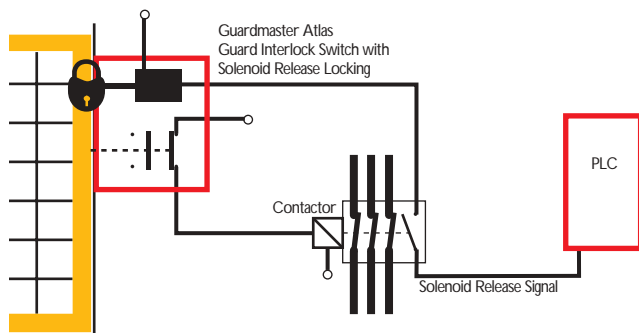 Guardmaster Atlas
Guard Interlock Switch with
Solenoid Release Locking
PLC
Contactor
Solenoid Release Signal